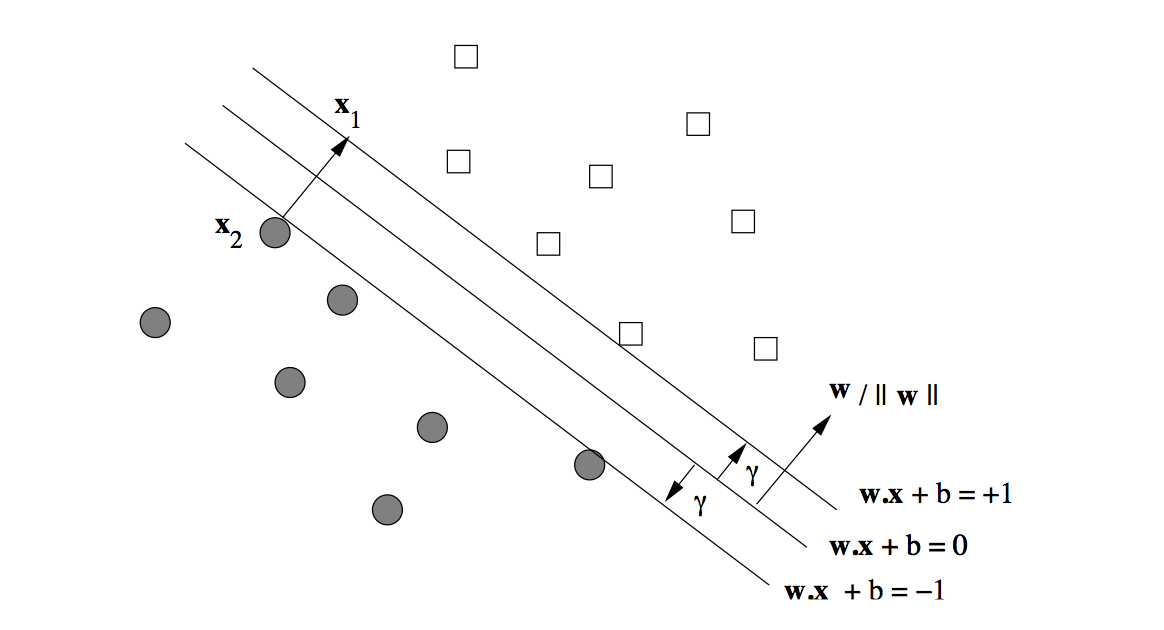 x1
x2
w / || w ||
γ
γ
w.x + b = +1
w.x + b = 0
w.x + b = −1